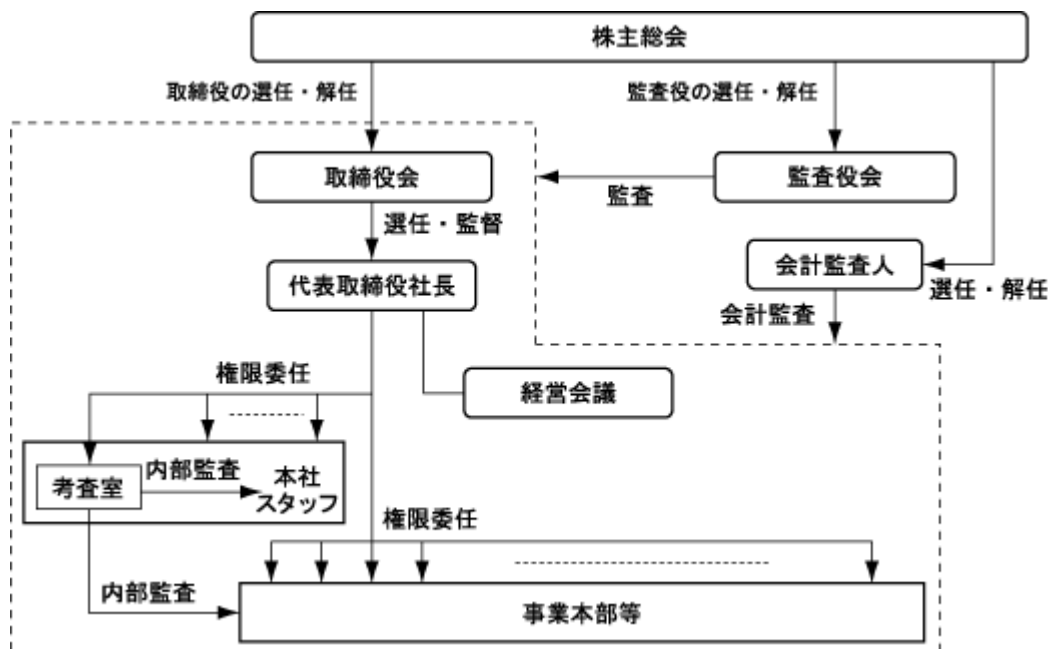 株主総会
取締役の選任・解任
監査役の選任・解任
取締役会
監査役会
監査
選任・監督
代表取締役社長
会計監査人
選任・解任
会計監査
権限委任
経営会議
考査室
内部監査
本社
スタッフ
権限委任
内部監査
事業本部等